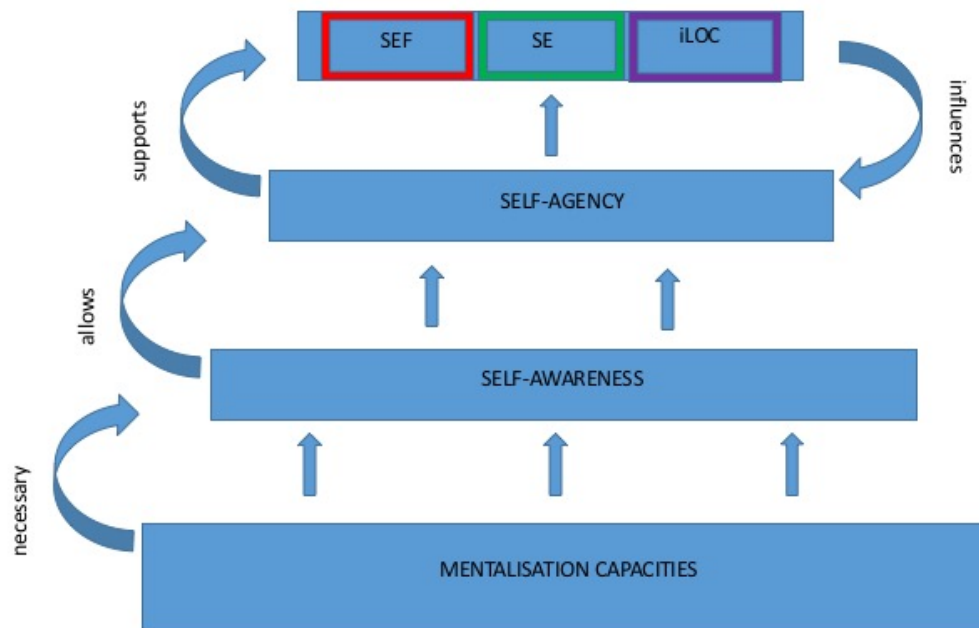 SEF
SE
iLOC
supports
influences
SELF-AGENCY
allows
SELF-AWARENESS
necessary
MENTALISATION CAPACITIES